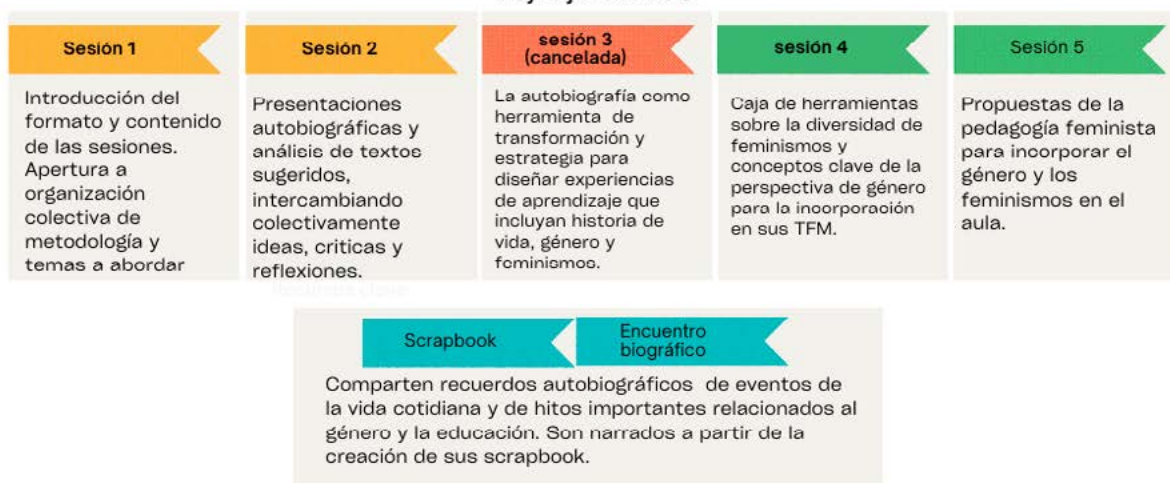 Sesión 1
Introducción del
formato y contenido
de las sesiones.
Apertura a
organización
colectiva de
metodología y
temas a abordar
Sesión 2
Presentaciones
autobiográficas y
análisis de textos
sugeridos,
intercambiando
colectivamente
ideas, criticas y
reflexiones.
sesión 3
(cancelada)
La autobiografía como
herramienta de
transformación y
estrategia para
diseñar experiencias
de aprendizaje que
incluyan historia de
vida, género y
feminismos.
sesión 4
Caja de herramientas
sobre la diversidad de
feminismos y
conceptos clave de la
perspectiva de género
para la incorporación
en sus TFM.
Sesión 5
Propuestas de la
pedagogía feminista
para incorporar el
género y los
feminismos en el
aula.
Scrapbook
Encuentro
biográfico
Comparten recuerdos autobiográficos de eventos de
la vida cotidiana y de hitos importantes relacionados al
género y la educación. Son narrados a partir de la
creación de sus scrapbook.